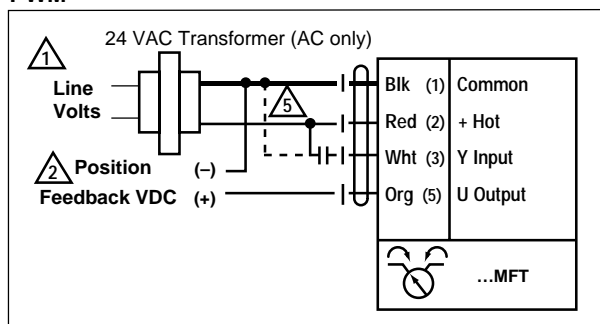 24 VAC Transformer (AC only)
1
Line
Volts
5
2
Position (–)
Feedback VDC (+)
Blk (1) Common
Red (2) + Hot
Wht (3) Y Input
Org (5) U Output
...MFT